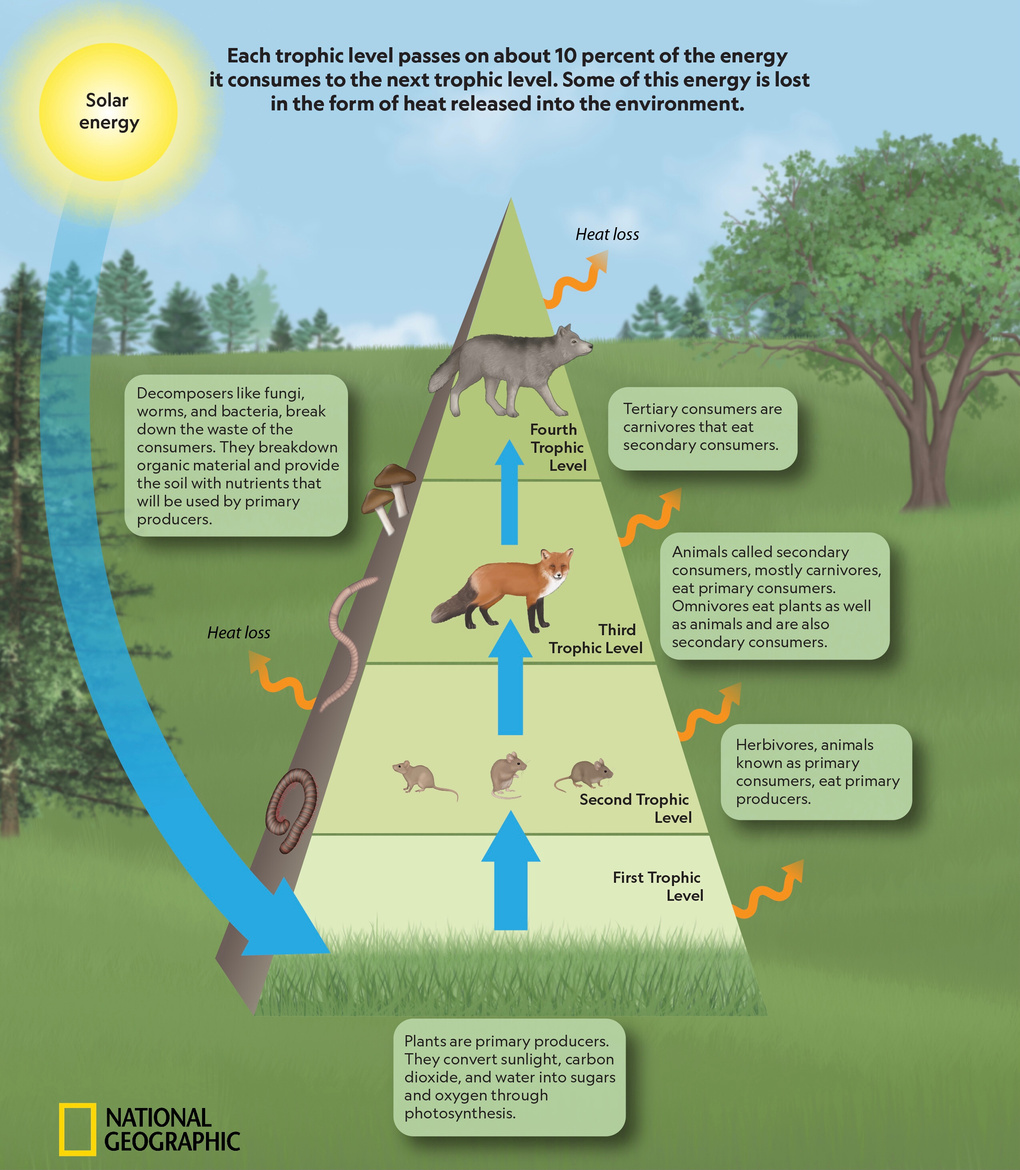 Each trophic level passes on about 10 percent of the energy
it consumes to the next trophic level. Some of this energy is lost
in the form of heat released into the environment.
Solar
energy
Heat loss
Decomposers like fungi,
worms, and bacteria, break
down the waste of the
consumers. They breakdown
organic material and provide
the soil with nutrients that
will be used by primary
producers.
Fourth
Trophic
Level
Tertiary consumers are
carnivores that eat
secondary consumers.
Animals called secondary
consumers, mostly carnivores,
eat primary consumers.
Omnivores eat plants as well
as animals and are also
secondary consumers.
Third
Trophic Level
Heat loss
Herbivores, animals
known as primary
consumers, eat primary
producers.
Second Trophic
Level
First Trophic
Level
Plants are primary producers.
They convert sunlight, carbon
dioxide, and water into sugars
and oxygen through
photosynthesis.
NATIONAL
GEOGRAPHIC